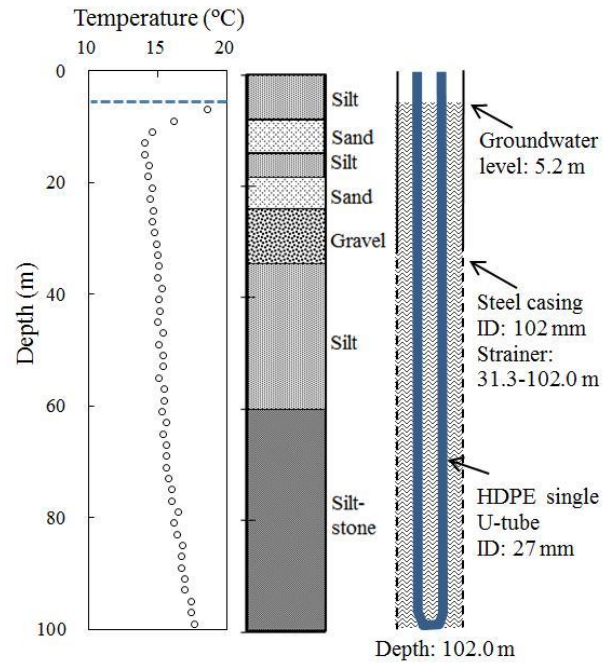 Temperature (°C)
10 15 20
0
20
40
60
80
100
Depth (m)
Silt
Sand
Silt
Sand
Gravel
Silt
Silt-
stone
Groundwater
level: 5.2 m
Steel casing
ID: 102 mm
Strainer:
31.3-102.0 m
HDPE single
U-tube
ID: 27 mm
Depth: 102.0 m